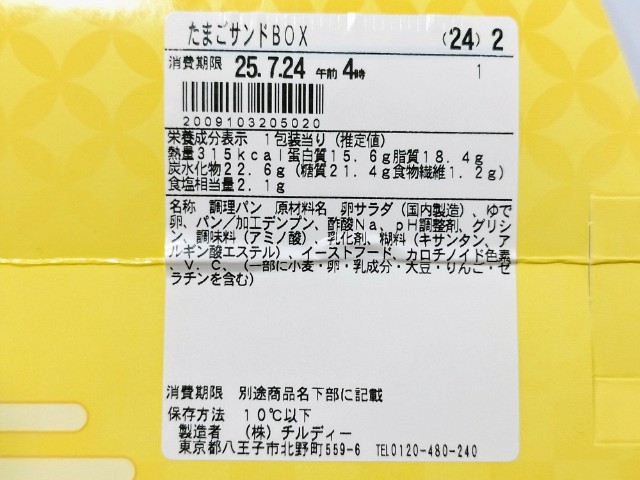 たまごサンドBOX (24) 2
消費期限 25.7.24 午前 4時 1
2009103205020
栄養成分表示 1包装当り (推定値)
熱量315kcal蛋白質15.6g脂質18.4g
炭水化物22.6g(糖質21.4g食物繊維1.2g)
食塩相当量2.1g
名称 調理パン 原材料名 卵サラダ(国内製造)、ゆで
卵、パン/加工デンプン、酢酸Na、pH調整剤、グリシ
ン、調味料(アミノ酸)、乳化剤、糊料(キサンタン、ア
ルギン酸エステル)、イーストフード、カロチノイド色素
、V.C、(一部に小麦・卵・乳成分・大豆・りんご・ゼ
ラチンを含む)
消費期限 別途商品名下部に記載
保存方法 10℃以下
製造者 (株)チルディー
東京都八王子市北野町559-6 TEL0120-480-240